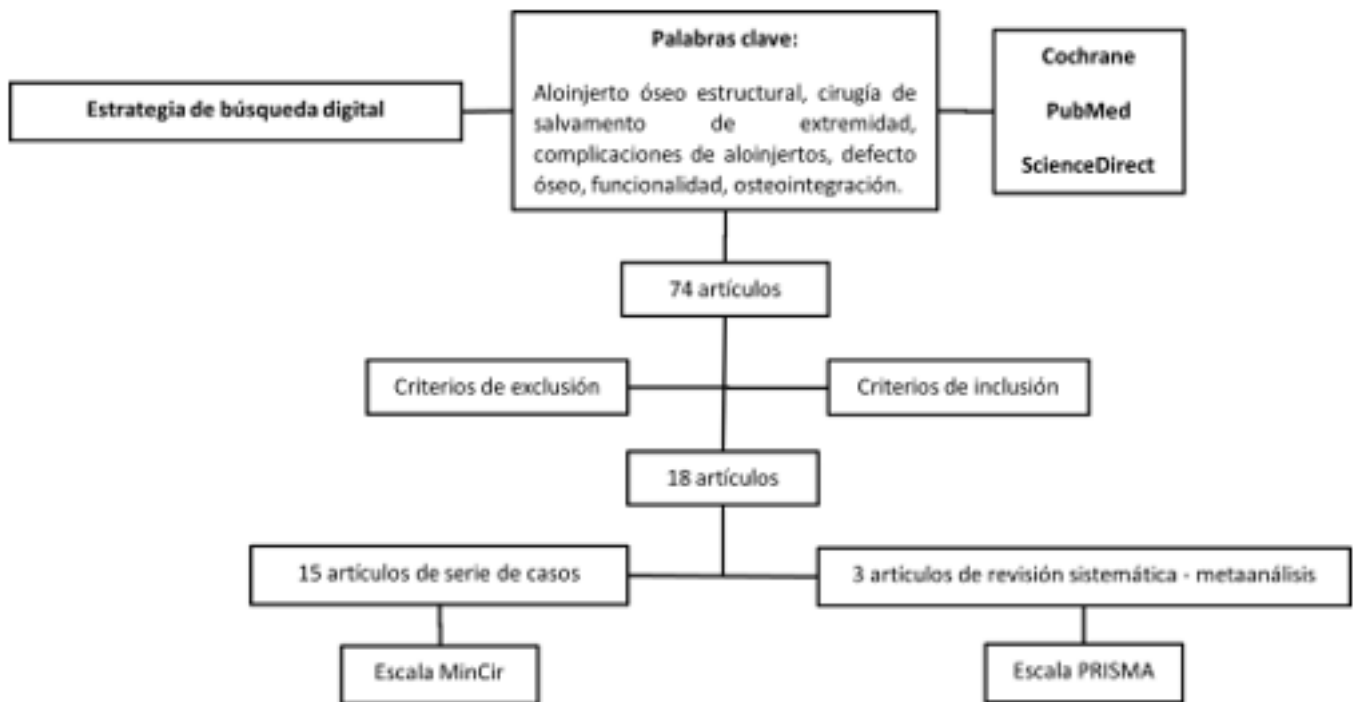 Estrategia de búsqueda digital
Palabras clave:
Aloinjerto óseo estructural, cirugía de
salvamento de extremidad,
complicaciones de aloinjertos, defecto
óseo, funcionalidad, osteointegración.
Cochrane
PubMed
ScienceDirect
74 artículos
Criterios de exclusión
Criterios de inclusión
18 artículos
15 artículos de serie de casos
3 artículos de revisión sistemática - metaanálisis
Escala MinCir
Escala PRISMA